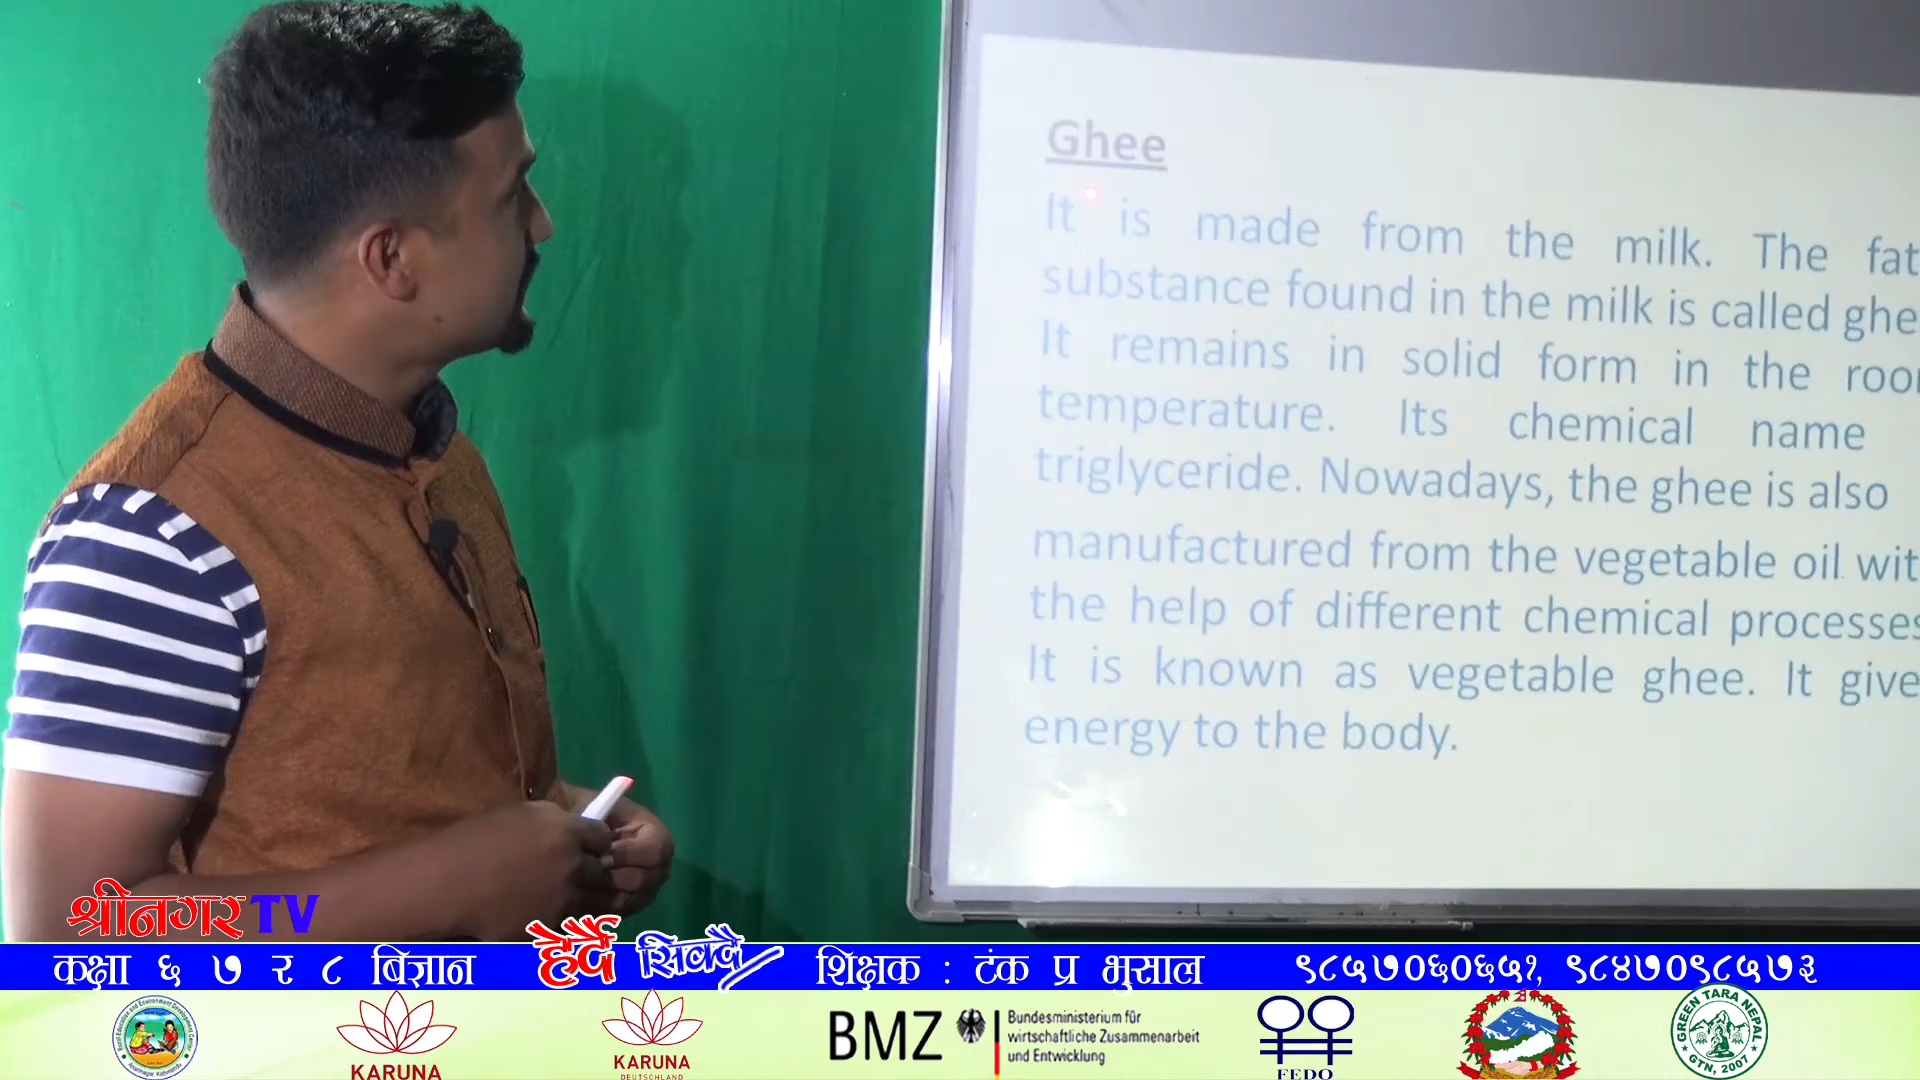 Ghee
It is made from the milk. The fat
substance found in the milk is called ghe
It remains in solid form in the roo
temperature. Its chemical name
triglyceride. Nowadays, the ghee is also
manufactured from the vegetable oil wit
the help of different chemical processes
It is known as vegetable ghee. It give
energy to the body.
श्रीनगर TV
कक्षा ६ ७ र ८ बिज्ञान
हेर्दै सिक्दै
शिक्षक : टंक प्र भुसाल
९८५७०६०६५१, ९८४७०९८५७३
KARUNA
KARUNA
DEUTSCHLAND
BMZ
Bundesministerium für
wirtschaftliche Zusammenarbeit
und Entwicklung
FEDO
GREEN TARA NEPAL
GTN, 2007